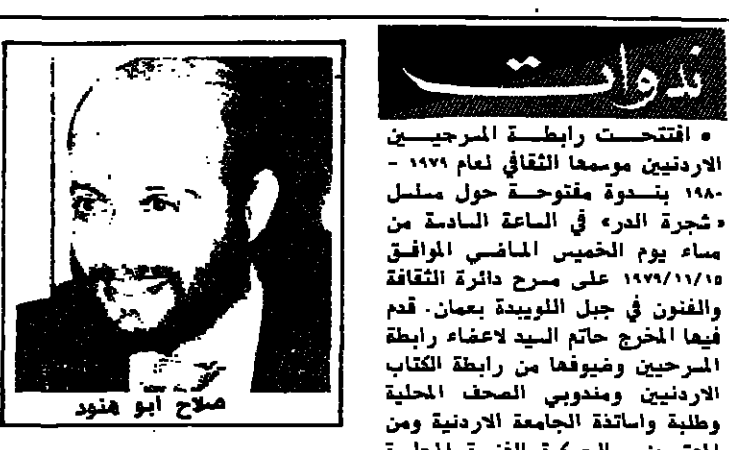 ندوات
• افتتحت رابطة المسرحيين
الاردنيين موسمها الثقافي لعام ١٩٧٩ -
١٩٨٠ بندوة مفتوحة حول مسلسل
«شجرة الدر» في الساعة السادسة من
مساء يوم الخميس الماضي الموافق
١٩٧٩/١١/١٥ على مسرح دائرة الثقافة
والفنون في جبل اللويبدة بعمان. قدم
فيها المخرج حاتم السيد لاعضاء رابطة
المسرحيين وضيوفها من رابطة الكتاب
الاردنيين ومندوبي الصحف المحلية
وطلبة واساتذة الجامعة الاردنية ومن
صلاح ابو هنود